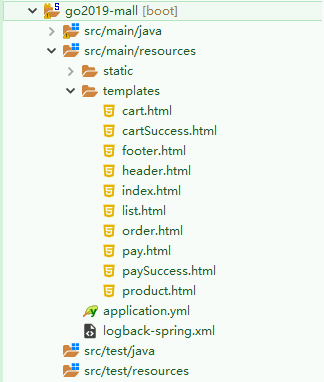 go2019-mall [boot]
src/main/java
src/main/resources
static
templates
cart.html
cartSuccess.html
footer.html
header.html
index.html
list.html
order.html
pay.html
paySuccess.html
product.html
application.yml
logback-spring.xml
src/test/java
src/test/resources